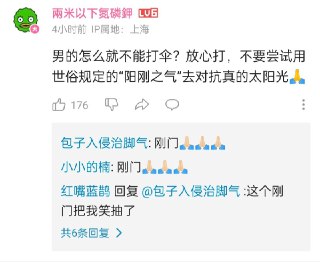 兩米以下氮磷鉀 LV6
4小时前 IP属地：上海
男的怎么就不能打伞？放心打，不要尝试用
世俗规定的“阳刚之气”去对抗真的太阳光🙏
176
包子入侵治脚气: 刚门🙏🏻🙏🏻🙏🏻
小小的楠: 刚门🙏🏻🙏🏻🙏🏻
红嘴蓝鹊 回复 @包子入侵治脚气 :这个刚
门把我笑抽了
共6条回复 >